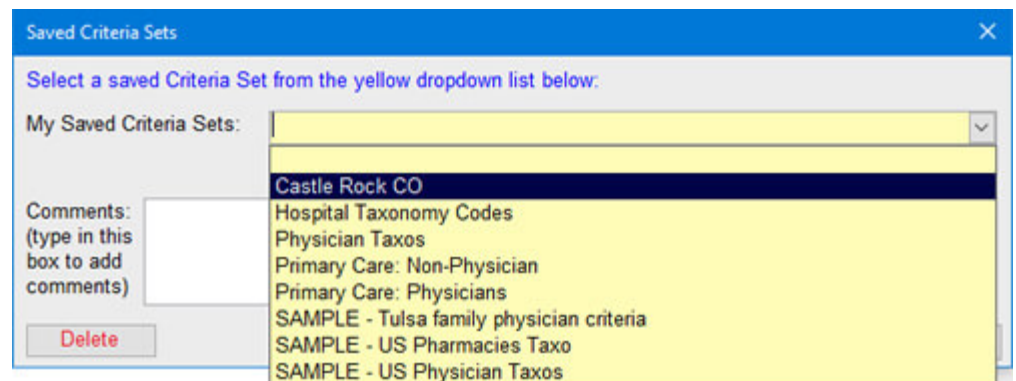 Saved Criteria Sets
Select a saved Criteria Set from the yellow dropdown list below:
My Saved Criteria Sets:
Castle Rock CO
Hospital Taxonomy Codes
Physician Taxos
Primary Care: Non-Physician
Primary Care: Physicians
SAMPLE - Tulsa family physician criteria
SAMPLE - US Pharmacies Taxo
SAMPLE - US Physician Taxos
Comments:
(type in this
box to add
comments)
Delete